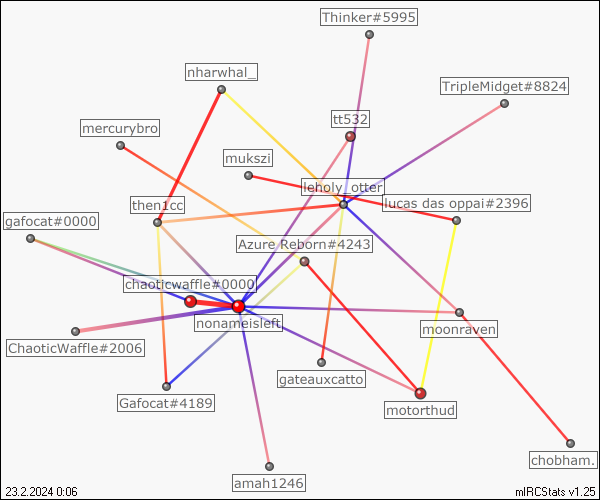 Thinker#5995
nharwhal_
TripleMidget#8824
tt532
mercurybro
mukszi
leholy_otter
then1cc
lucas das oppai#2396
gafocat#0000
Azure Reborn#4243
chaoticwaffle#0000
nonameisleft
moonraven
ChaoticWaffle#2006
gateauxcatto
Gafocat#4189
motorthud
chobham.
amah1246
23.2.2024 0:06
mIRCStats v1.25